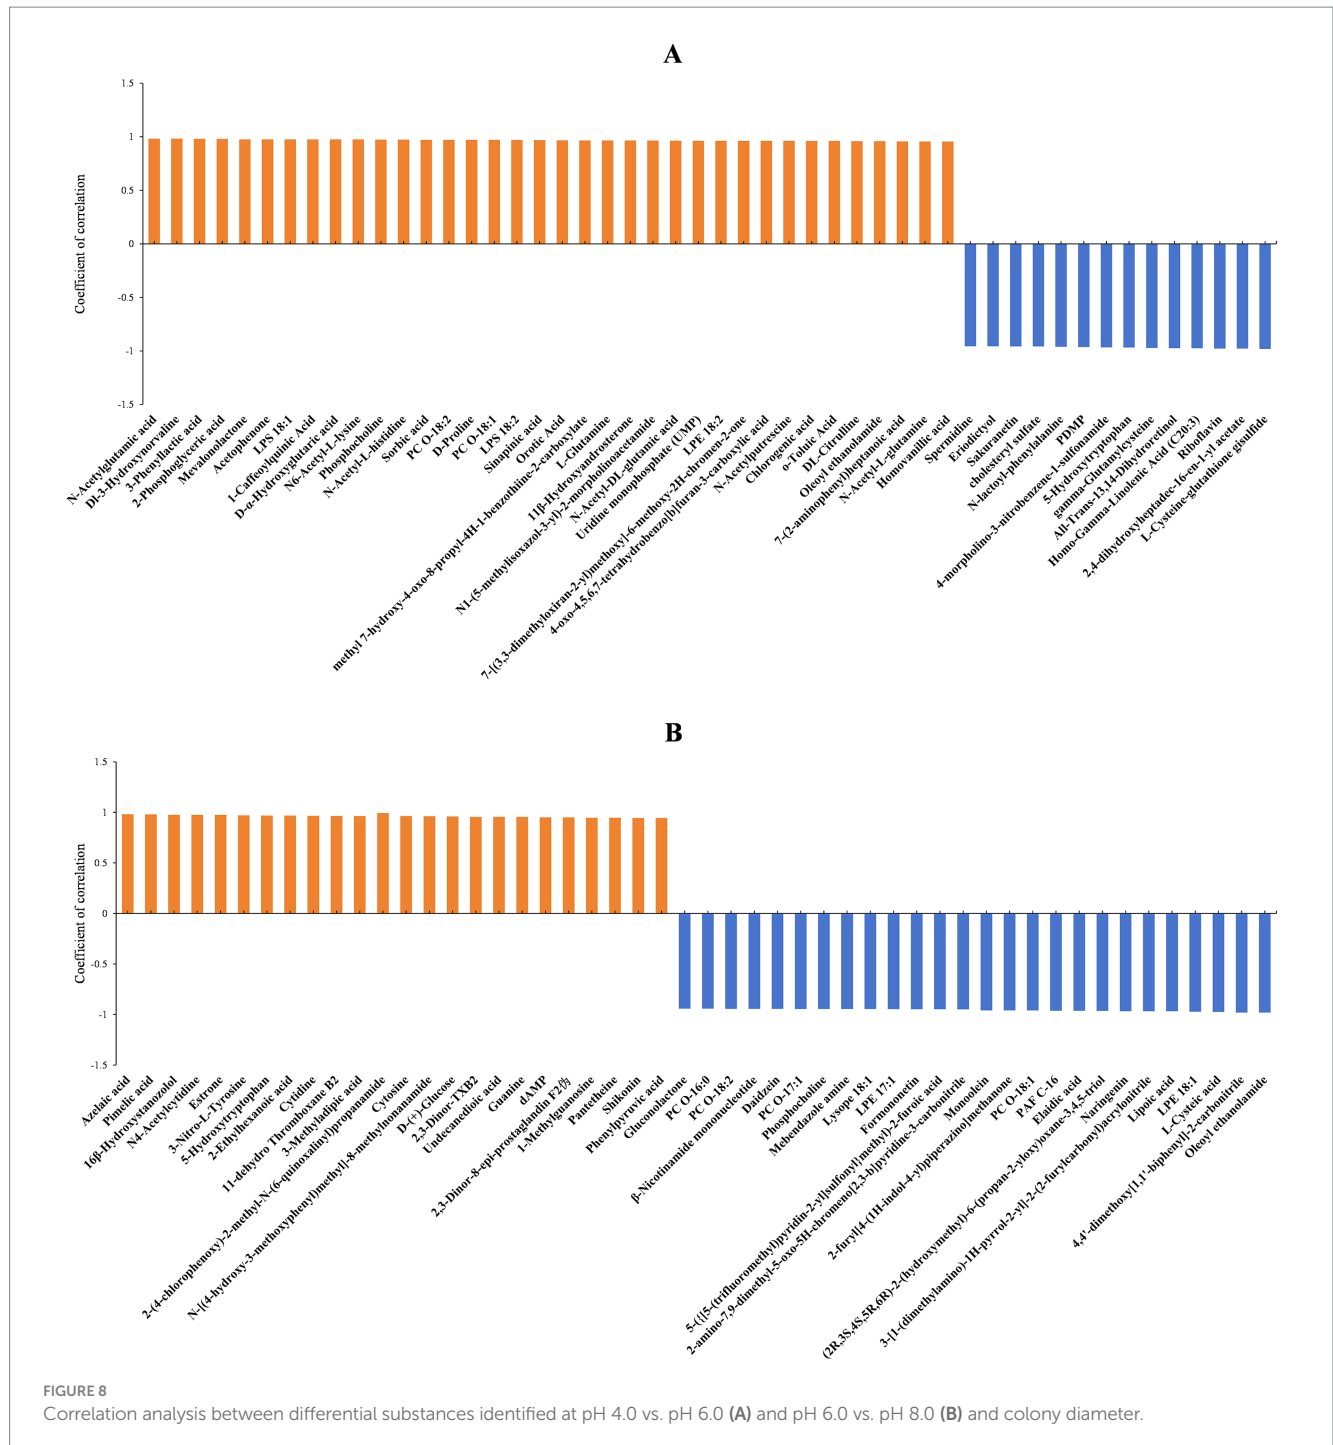 A
1.5
1
0.5
0
-0.5
-1
-1.5
Coefficient of correlation
N-Acetylglutamic acid
Dl-3-Hydroxynorvaline
3-Phenyllactic acid
2-Phosphoglyceric acid
Mevalonolactone
Acetophenone
LPS 18:1
1-Caffeoylquinic Acid
D-α-Hydroxyglutaric acid
N6-Acetyl-L-lysine
Phosphocholine
N-Acetyl-L-histidine
Sorbic acid
PC O-18:2
D-Proline
PC O-18:1
LPS 18:2
Sinapinic acid
Orotic Acid
methyl 7-hydroxy-4-oxo-8-propyl-4H-1-benzothine-2-carboxylate
L-Glutamine
11β-Hydroxyandrosterone
N1-(5-methylisoxazol-3-yl)-2-morpholinoacetamide
N-Acetyl-DL-glutamic acid
Uridine monophosphate (UMP)
LPE 18:2
7-[(3,3-dimethyloxiran-2-yl)methoxy]-6-methoxy-2H-chromen-2-one
4-oxo-4,5,6,7-tetrahydrobenzo[b]furan-3-carboxylic acid
N-Acetylputrescine
Chlorogenic acid
o-Toluic Acid
DL-Citrulline
Oleoyl ethanolamide
7-(2-aminophenyl)heptanoic acid
N-Acetyl-L-glutamine
Homovanillic acid
Spermidine
Eriodictyol
Sakuranetin
cholesteryl sulfate
N-lactoyl-phenylalanine
PDMP
4-morpholino-3-nitrobenzene-1-sulfonamide
5-Hydroxytryptophan
gamma-Glutamylcysteine
All-Trans-13,14-Dihydroretinol
Homo-Gamma-Linolenic Acid (C20:3)
Riboflavin
2,4-dihydroxyheptadec-16-en-1-yl acetate
L-Cysteine-glutathione gisulfide
B
1.5
1
0.5
0
-0.5
-1
-1.5
Coefficient of correlation
Azelaic acid
Pimelic acid
16β-Hydroxystanozolol
N4-Acetylcytidine
Estrone
3-Nitro-L-Tyrosine
5-Hydroxytryptophan
2-Ethylhexanoic acid
Cytidine
11-dehydro Thromboxane B2
3-Methyladipic acid
2-(4-chlorophenoxy)-2-methyl-N-(6-quinoxalinyl)propanamide
Cytosine
N-[(4-hydroxy-3-methoxyphenyl)methyl]-8-methylnonanamide
D-(+)-Glucose
2,3-Dinor-TXB2
Undecanedioic acid
Guanine
dAMP
2,3-Dinor-8-epi-prostaglandin F2伪
1-Methylguanosine
Pantetheine
Shikonin
Phenylpyruvic acid
Gluconolactone
PC O-16:0
PC O-18:2
β-Nicotinamide mononucleotide
Daidzein
PC O-17:1
Phosphocholine
Mebendazole amine
Lysope 18:1
LPE 17:1
Formononetin
5-({[5-(trifluoromethyl)pyridin-2-yl]sulfonyl}methyl)-2-furoic acid
2-amino-7,9-dimethyl-5-oxo-5H-chromeno[2,3-b]pyridine-3-carbonitrile
Monoolein
2-furyl[4-(1H-indol-4-yl)piperazino]methanone
PC O-18:1
PAF C-16
Elaidic acid
(2R,3S,4S,5R,6R)-2-(hydroxymethyl)-6-(propan-2-yloxy)oxane-3,4,5-triol
Naringenin
3-[1-(dimethylamino)-1H-pyrrol-2-yl]-2-(2-furylcarbonyl)acrylonitrile
Lipoic acid
LPE 18:1
L-Cysteic acid
4,4'-dimethoxy[1,1'-biphenyl]-2-carbonitrile
Oleoyl ethanolamide
FIGURE 8
Correlation analysis between differential substances identified at pH 4.0 vs. pH 6.0 (A) and pH 6.0 vs. pH 8.0 (B) and colony diameter.